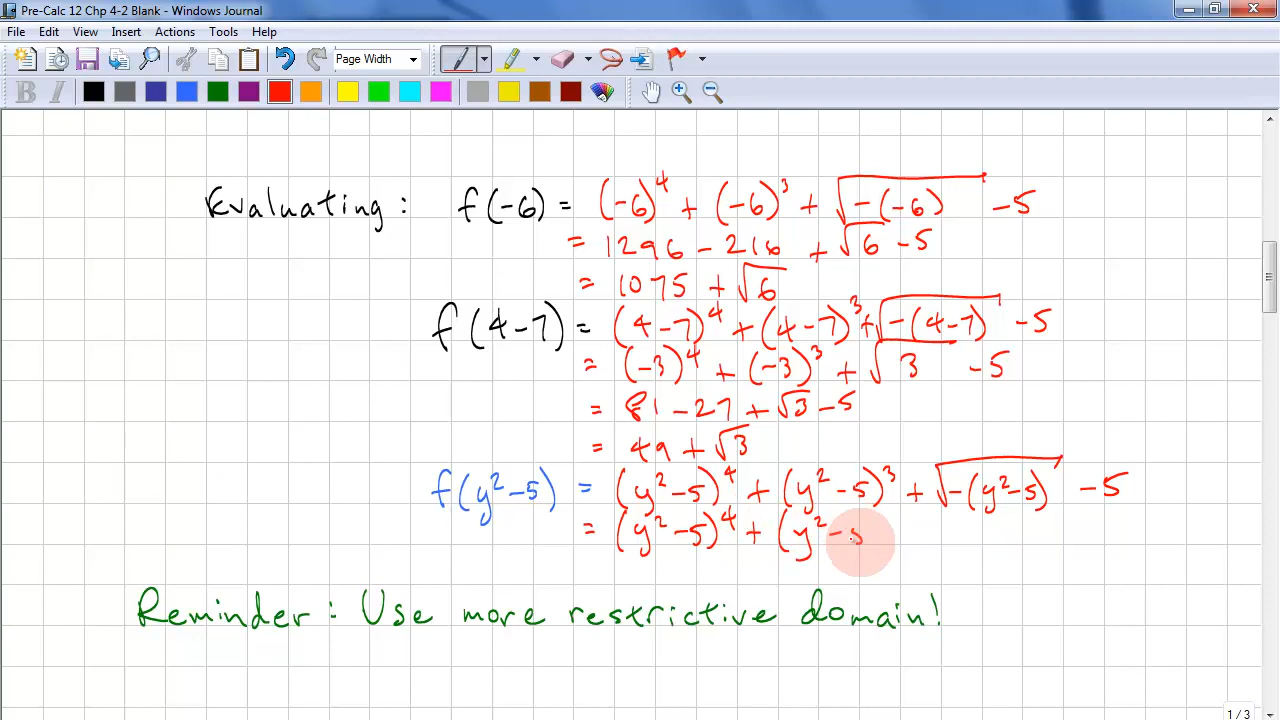 Pre-Calc 12 Chp 4-2 Blank - Windows Journal
File Edit View Insert Actions Tools Help
Page Width
B I
Evaluating : f(-6) = (-6)⁴ + (-6)³ + √-(-6) - 5
= 1296 - 216 + √6 - 5
= 1075 + √6
f(4-7) = (4-7)⁴ + (4-7)³ + √-(4-7) - 5
= (-3)⁴ + (-3)³ + √3 - 5
= 81 - 27 + √3 - 5
= 49 + √3
f(y²-5) = (y²-5)⁴ + (y²-5)³ + √-(y²-5) - 5
= (y²-5)⁴ + (y²-5
Reminder : Use more restrictive domain!
1/3